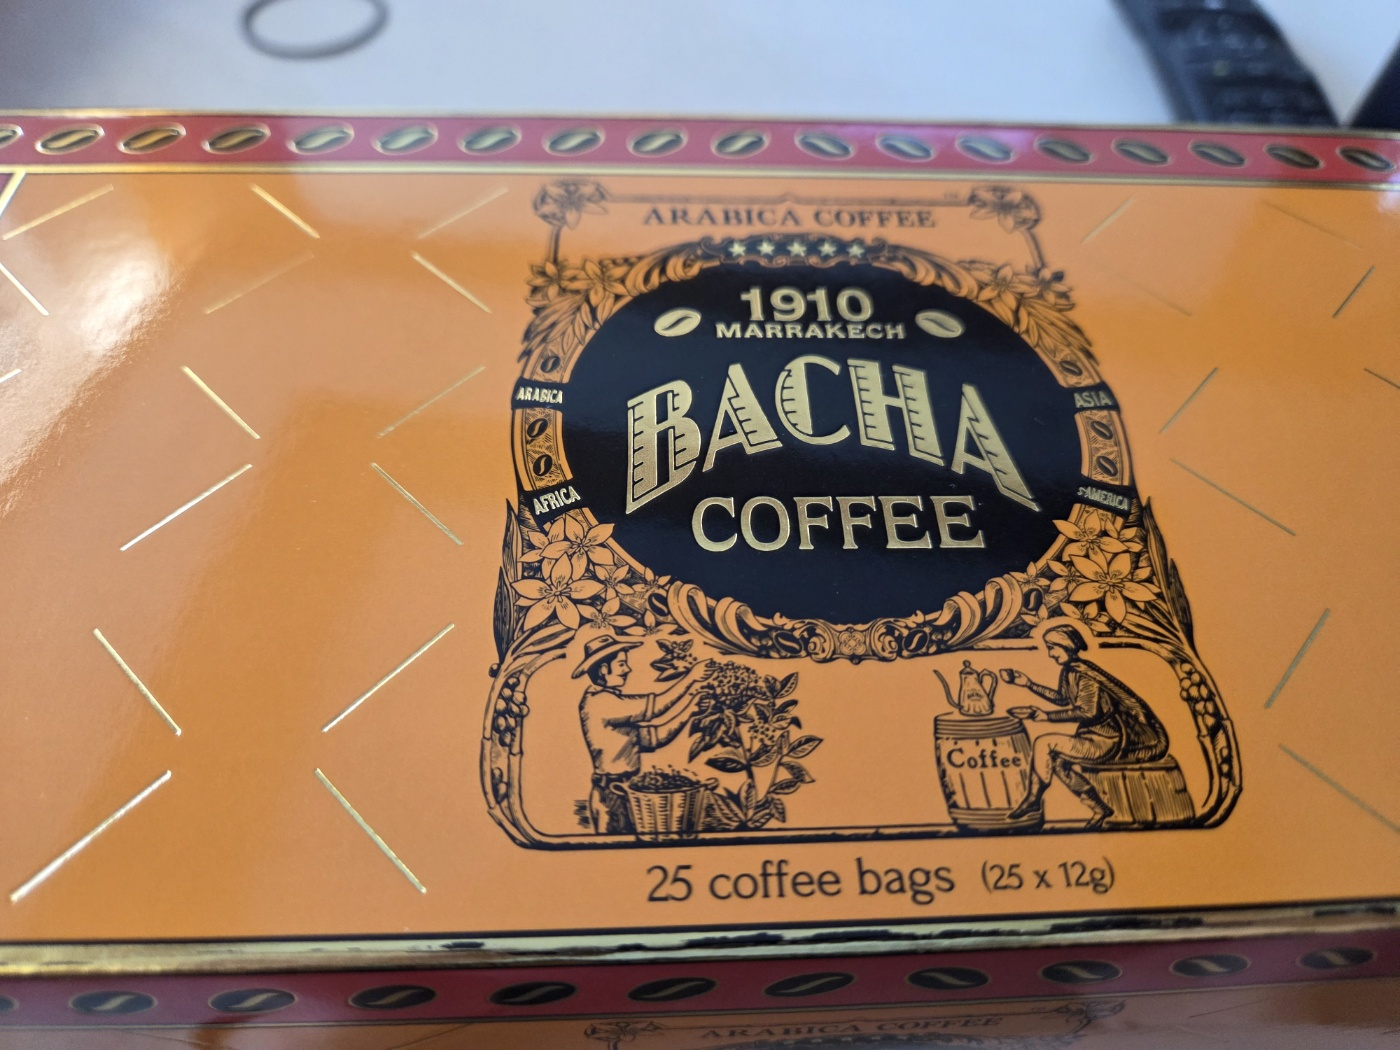 ARABICA COFFEE
1910
MARRAKECH
BACHA
COFFEE
ARABICA
ASIA
AFRICA
S·AMERICA
Coffee
25 coffee bags (25 x 12g)
ARABICA COFFEE